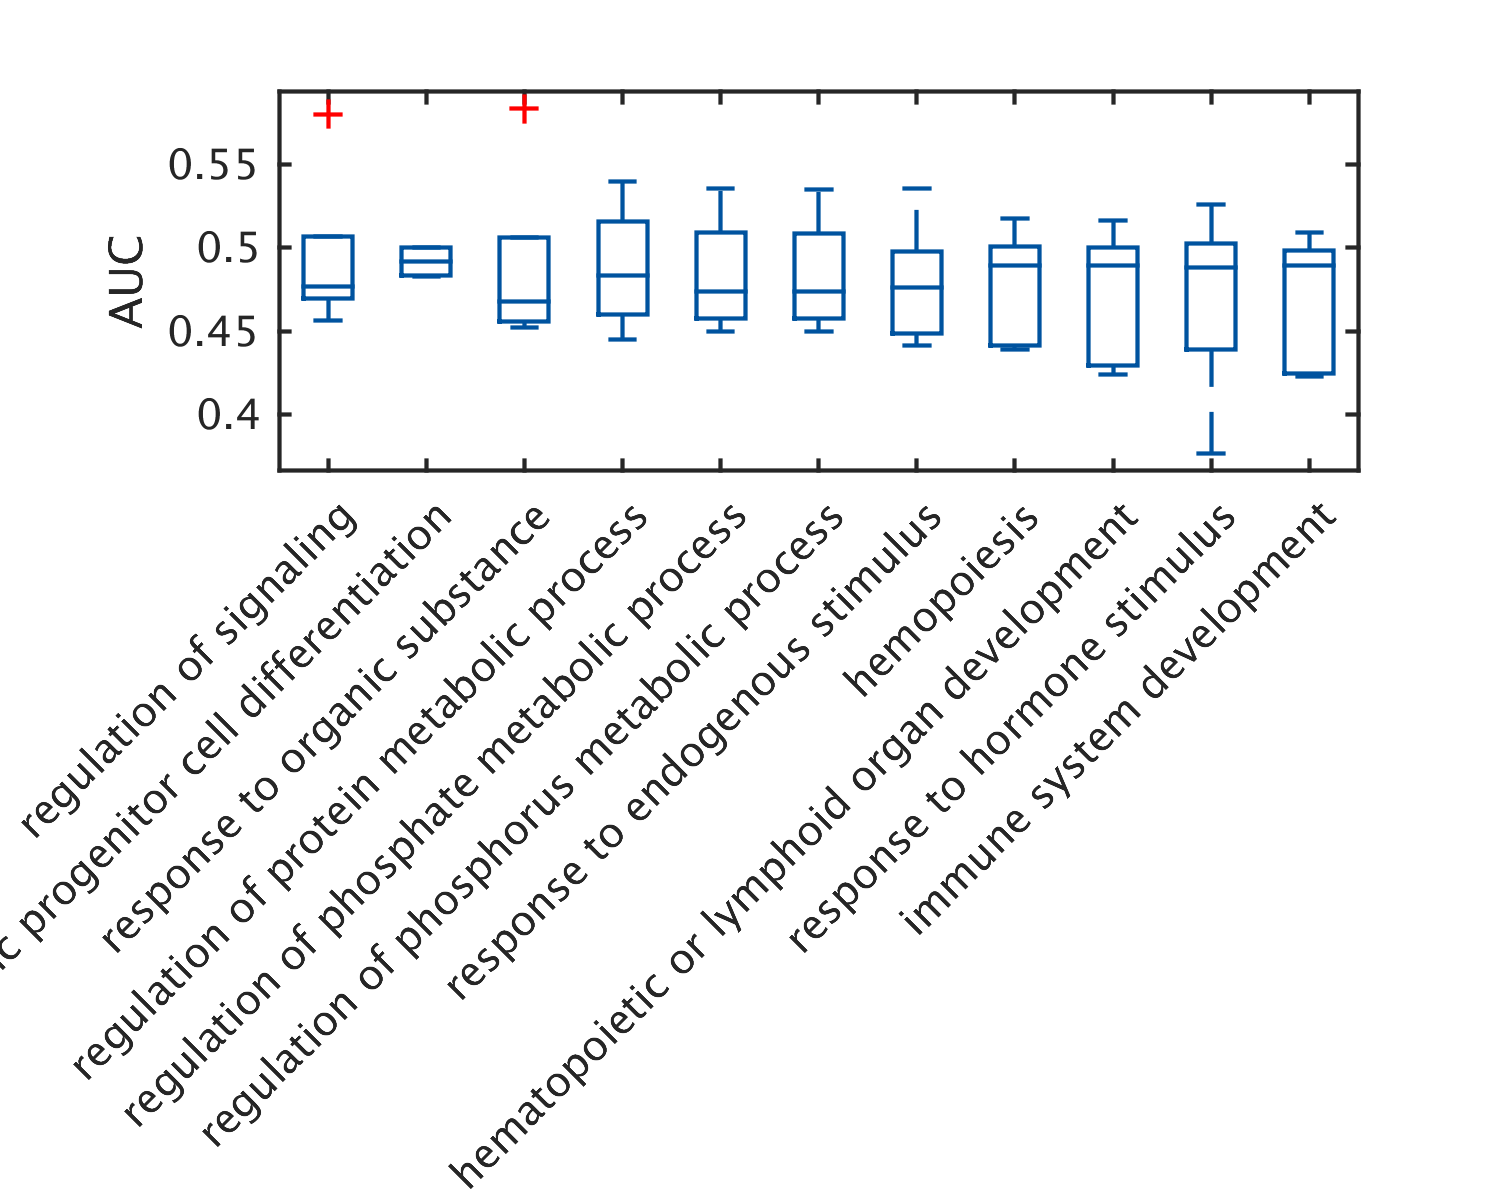 AUC
0.55
0.5
0.45
0.4
regulation of signaling
progenitor cell differentiation
response to organic substance
regulation of protein metabolic process
regulation of phosphate metabolic process
regulation of phosphorus metabolic process
response to endogenous stimulus
hemopoiesis
hematopoietic or lymphoid organ development
response to hormone stimulus
immune system development